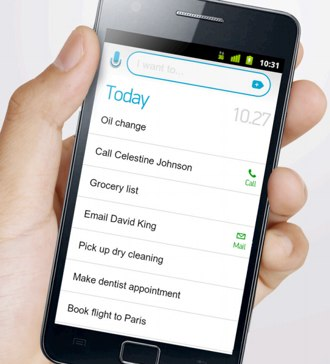 10:31
I want to...
Today
10.27
Oil change
Call Celestine Johnson
Call
Grocery list
Email David King
Mail
Pick up dry cleaning
Make dentist appointment
Book flight to Paris